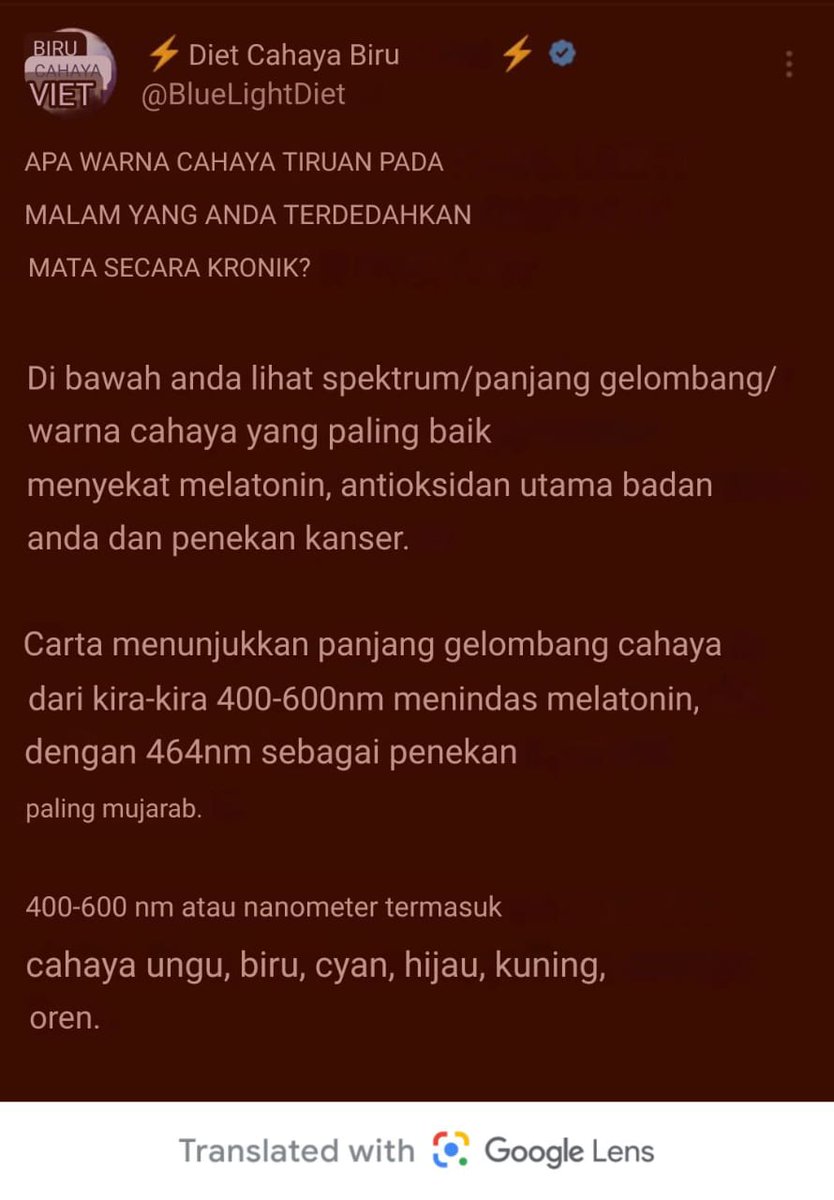 BIRU
CAHAYA
VIET
⚡ Diet Cahaya Biru ⚡
@BlueLightDiet
APA WARNA CAHAYA TIRUAN PADA
MALAM YANG ANDA TERDEDAHKAN
MATA SECARA KRONIK?
Di bawah anda lihat spektrum/panjang gelombang/
warna cahaya yang paling baik
menyekat melatonin, antioksidan utama badan
anda dan penekan kanser.
Carta menunjukkan panjang gelombang cahaya
dari kira-kira 400-600nm menindas melatonin,
dengan 464nm sebagai penekan
paling mujarab.
400-600 nm atau nanometer termasuk
cahaya ungu, biru, cyan, hijau, kuning,
oren.
Translated with Google Lens